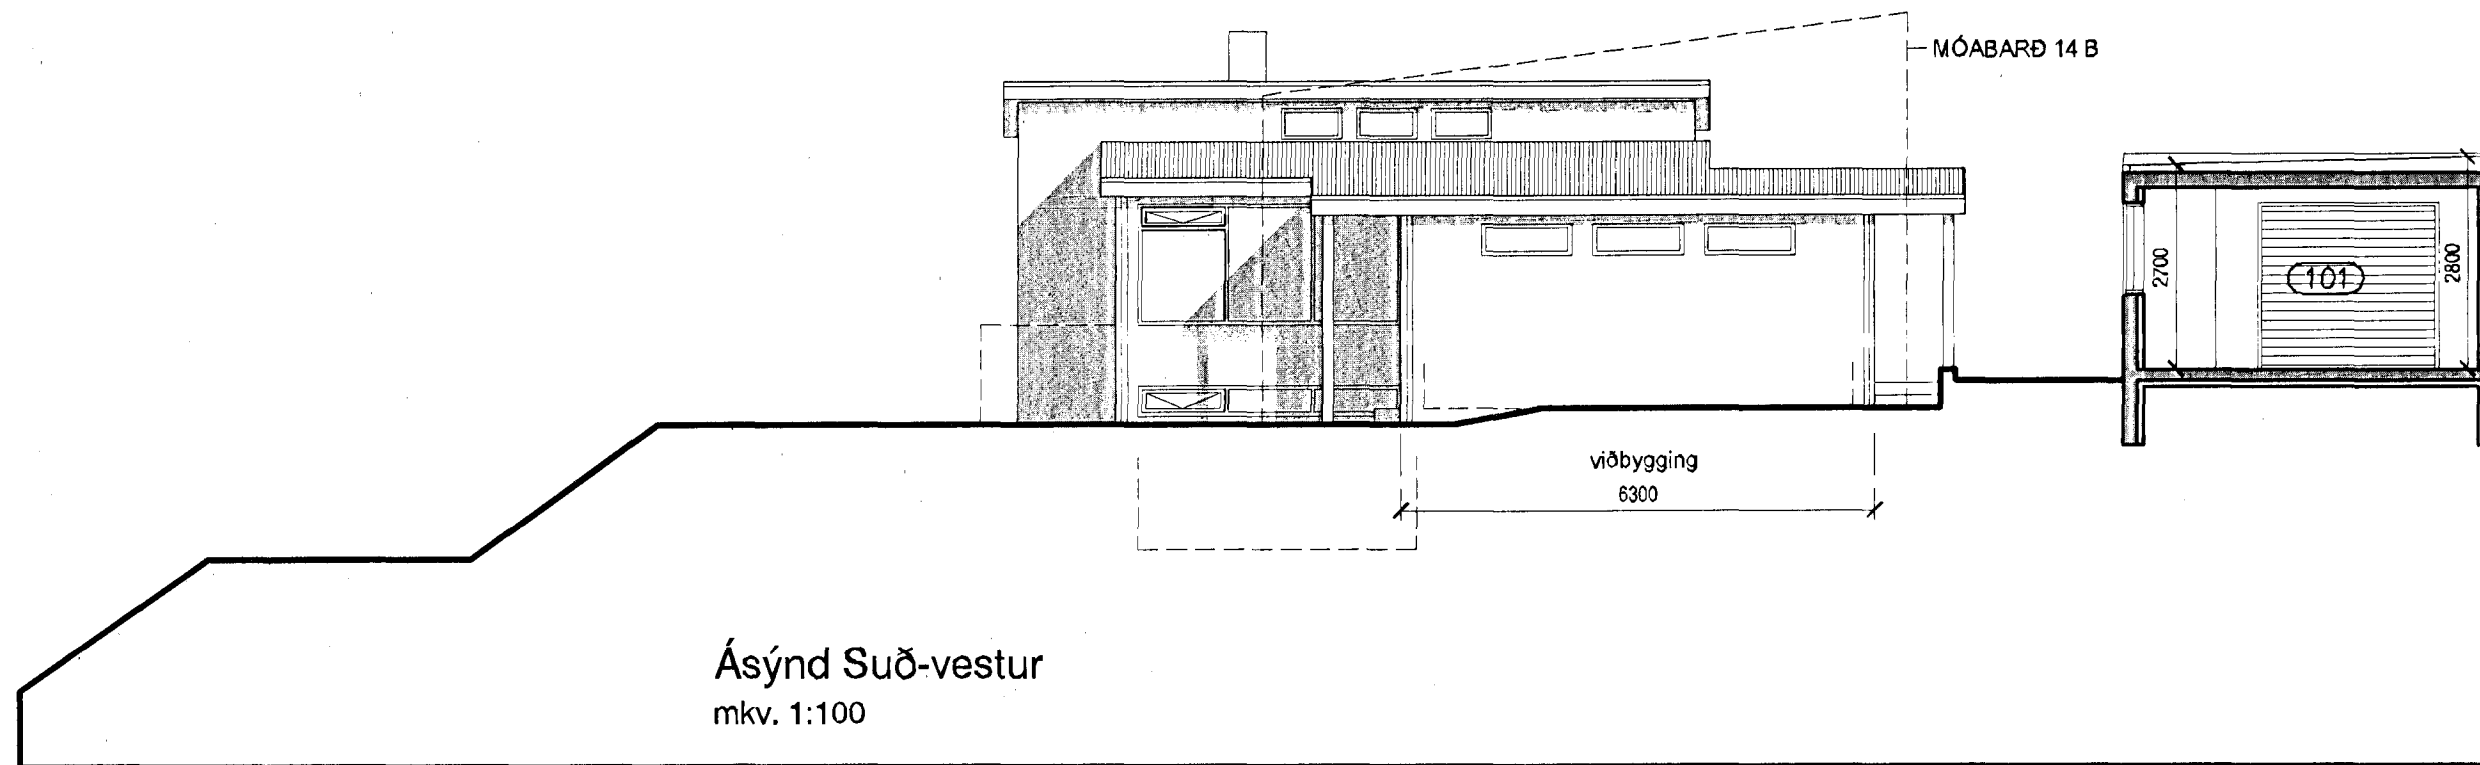 MÓABARÐ 14 B
2700
101
2800
viðbygging
6300
Ásýnd Suð-vestur
mkv. 1:100